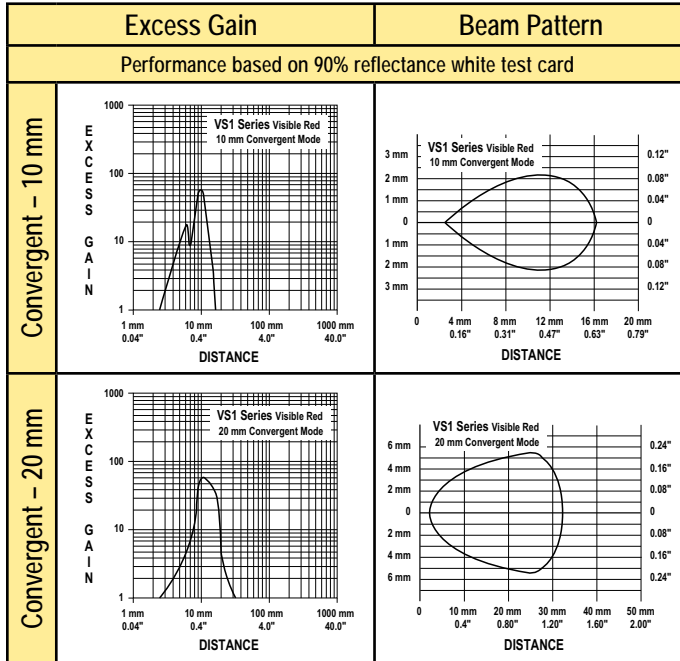 Excess Gain
Beam Pattern
Performance based on 90% reflectance white test card
Convergent – 10 mm
EXCESS GAIN
1000
100
10
1
VS1 Series Visible Red
10 mm Convergent Mode
1 mm 10 mm 100 mm 1000 mm
0.04" 0.4" 4.0" 40.0"
DISTANCE
VS1 Series Visible Red
10 mm Convergent Mode
3 mm 0.12"
2 mm 0.08"
1 mm 0.04"
0 0
1 mm 0.04"
2 mm 0.08"
3 mm 0.12"
0 4 mm 8 mm 12 mm 16 mm 20 mm
0.16" 0.31" 0.47" 0.63" 0.79"
DISTANCE
Convergent – 20 mm
EXCESS GAIN
1000
100
10
1
VS1 Series Visible Red
20 mm Convergent Mode
1 mm 10 mm 100 mm 1000 mm
0.04" 0.4" 4.0" 40.0"
DISTANCE
VS1 Series Visible Red
20 mm Convergent Mode
6 mm 0.24"
4 mm 0.16"
2 mm 0.08"
0 0
2 mm 0.08"
4 mm 0.16"
6 mm 0.24"
0 10 mm 20 mm 30 mm 40 mm 50 mm
0.4" 0.80" 1.20" 1.60" 2.00"
DISTANCE